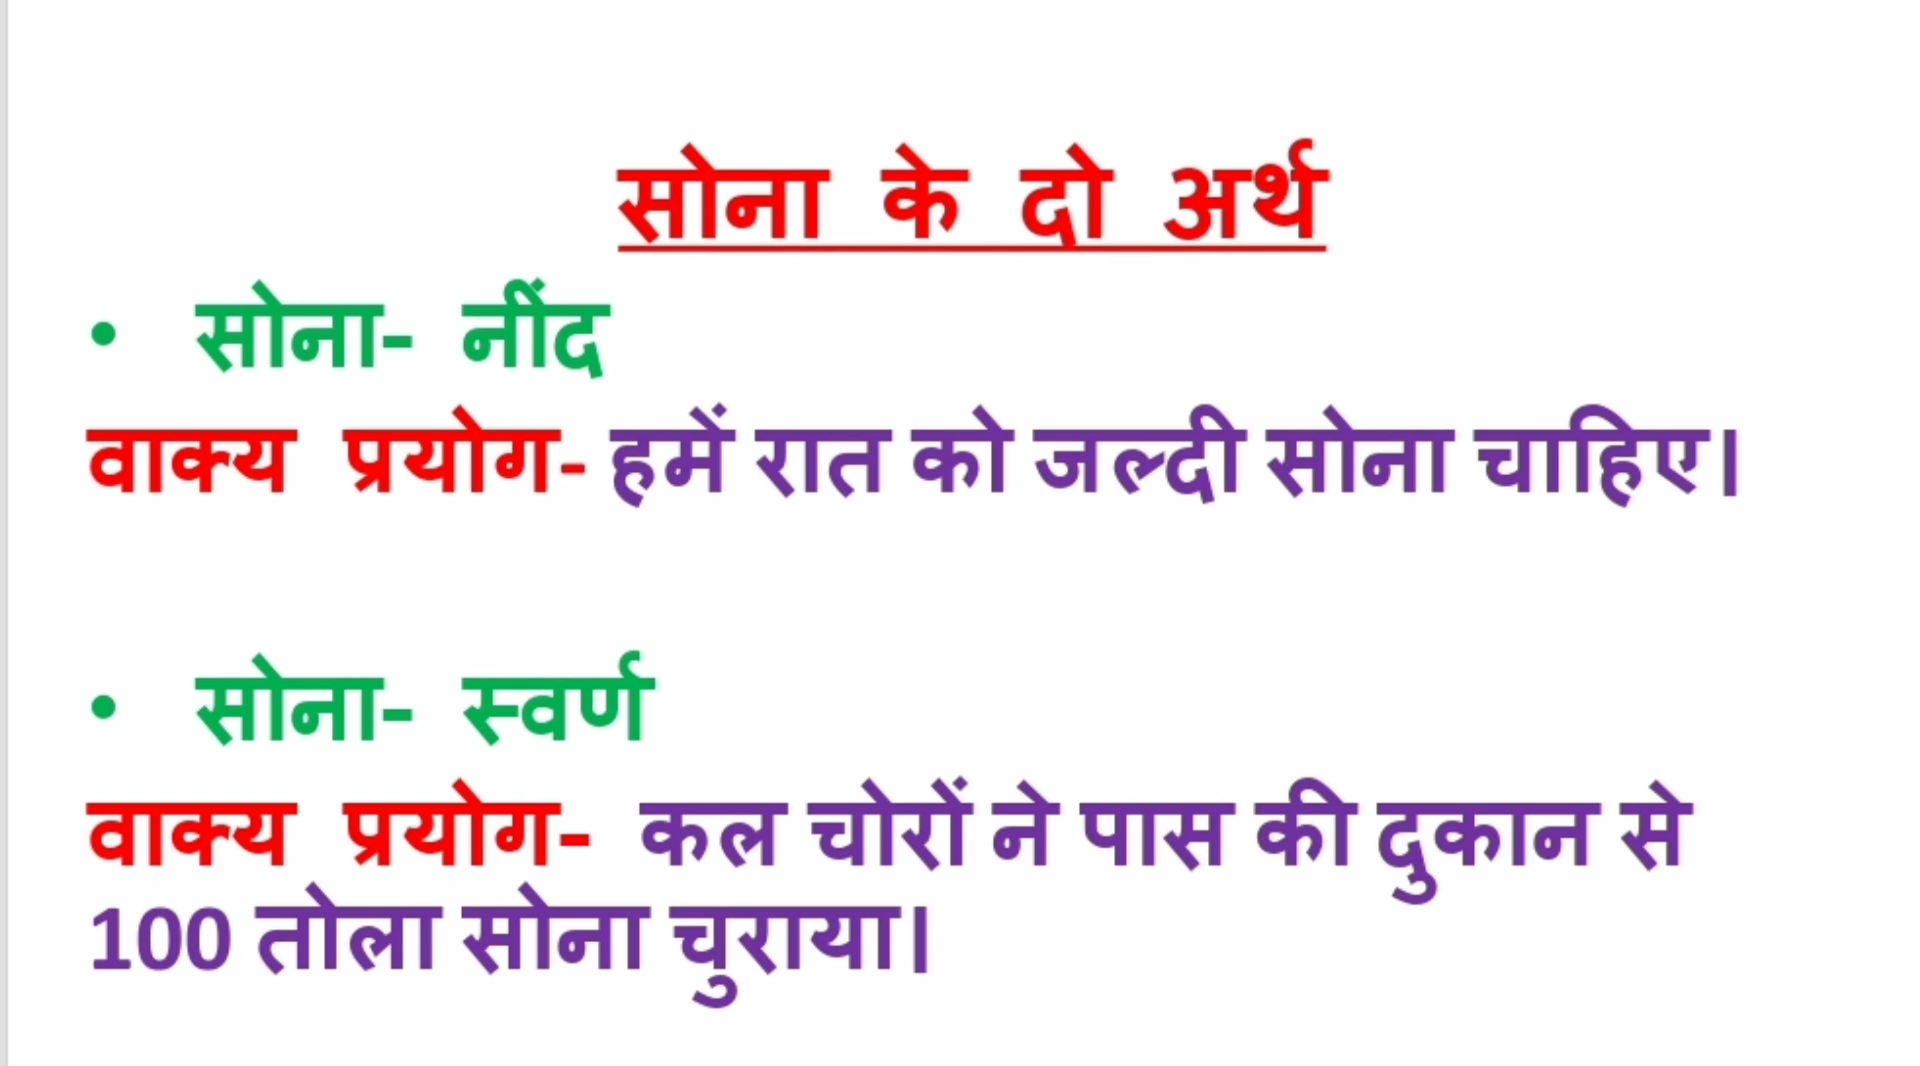 सोना के दो अर्थ
• सोना- नींद
वाक्य प्रयोग- हमें रात को जल्दी सोना चाहिए।
• सोना- स्वर्ण
वाक्य प्रयोग- कल चोरों ने पास की दुकान से
100 तोला सोना चुराया।